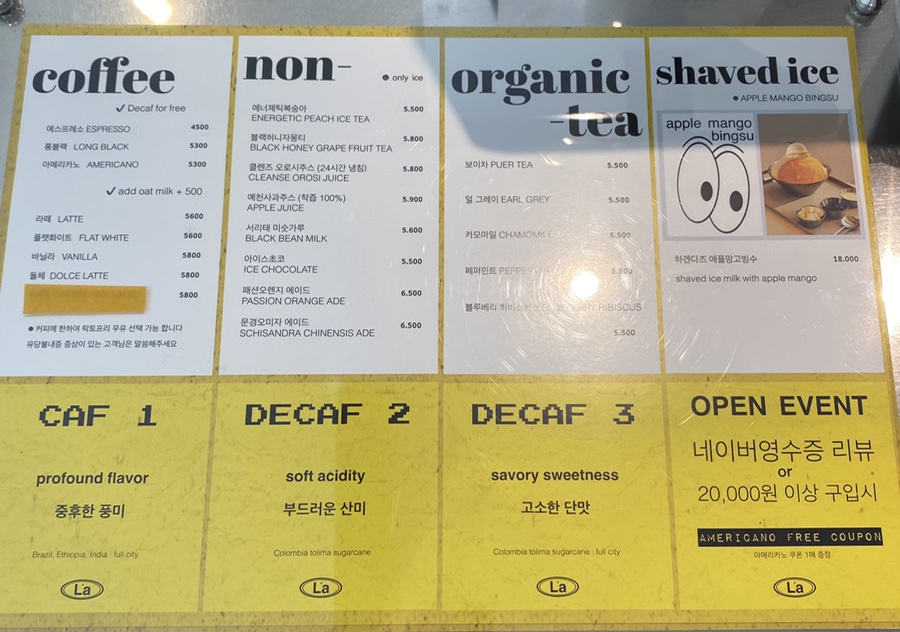 coffee
✓ Decaf for free
에스프레소 ESPRESSO 4500
롱블랙 LONG BLACK 5300
아메리카노 AMERICANO 5300
✓ add oat milk + 500
라떼 LATTE 5600
플랫화이트 FLAT WHITE 5600
바닐라 VANILLA 5800
돌체 DOLCE LATTE 5800
5800
● 커피에 한하여 락토프리 우유 선택 가능 합니다
유당불내증 증상이 있는 고객님은 말씀해주세요
non-
● only ice
에너제틱복숭아 5.500
ENERGETIC PEACH ICE TEA
블랙허니자몽티 5.800
BLACK HONEY GRAPE FRUIT TEA
클렌즈 오로시주스 (24시간 냉침) 5.800
CLEANSE OROSI JUICE
예천사과주스 (착즙 100%) 5.900
APPLE JUICE
서리태 미숫가루 5.600
BLACK BEAN MILK
아이스초코 5.500
ICE CHOCOLATE
패션오렌지 에이드 6.500
PASSION ORANGE ADE
문경오미자 에이드 6.500
SCHISANDRA CHINENSIS ADE
organic
-tea
보이차 PUER TEA 5.500
얼 그레이 EARL GREY 5.500
카모마일 CHAMOMILE 5.500
페퍼민트 5.500
블루베리 HIBISCUS
5.500
shaved ice
● APPLE MANGO BINGSU
apple mango
bingsu
하겐다즈 애플망고빙수 18.000
shaved ice milk with apple mango
CAF 1
profound flavor
중후한 풍미
Brazil, Ethiopia, India : full city
La
DECAF 2
soft acidity
부드러운 산미
Colombia tolima sugarcane
La
DECAF 3
savory sweetness
고소한 단맛
Colombia tolima sugarcane : full city
La
OPEN EVENT
네이버영수증 리뷰
or
20,000원 이상 구입시
AMERICANO FREE COUPON
아메리카노 쿠폰 1매 증정
La